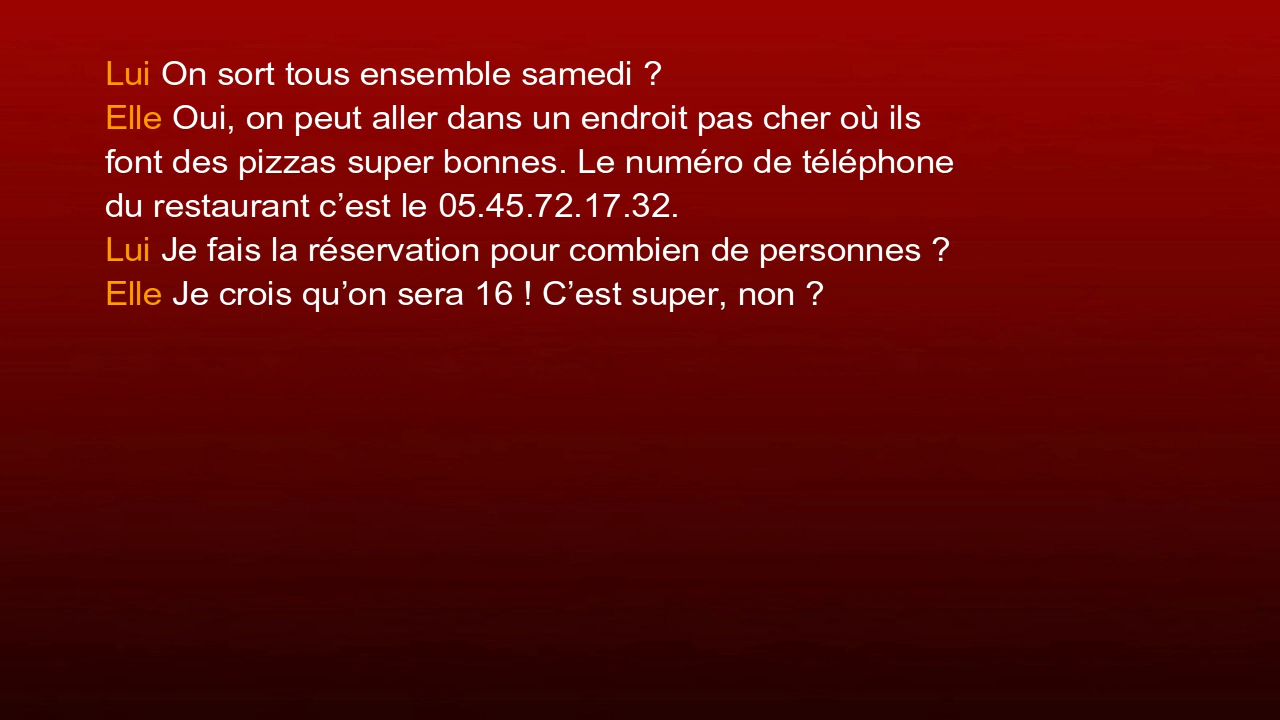 Lui On sort tous ensemble samedi ?
Elle Oui, on peut aller dans un endroit pas cher où ils
font des pizzas super bonnes. Le numéro de téléphone
du restaurant c’est le 05.45.72.17.32.
Lui Je fais la réservation pour combien de personnes ?
Elle Je crois qu’on sera 16 ! C’est super, non ?